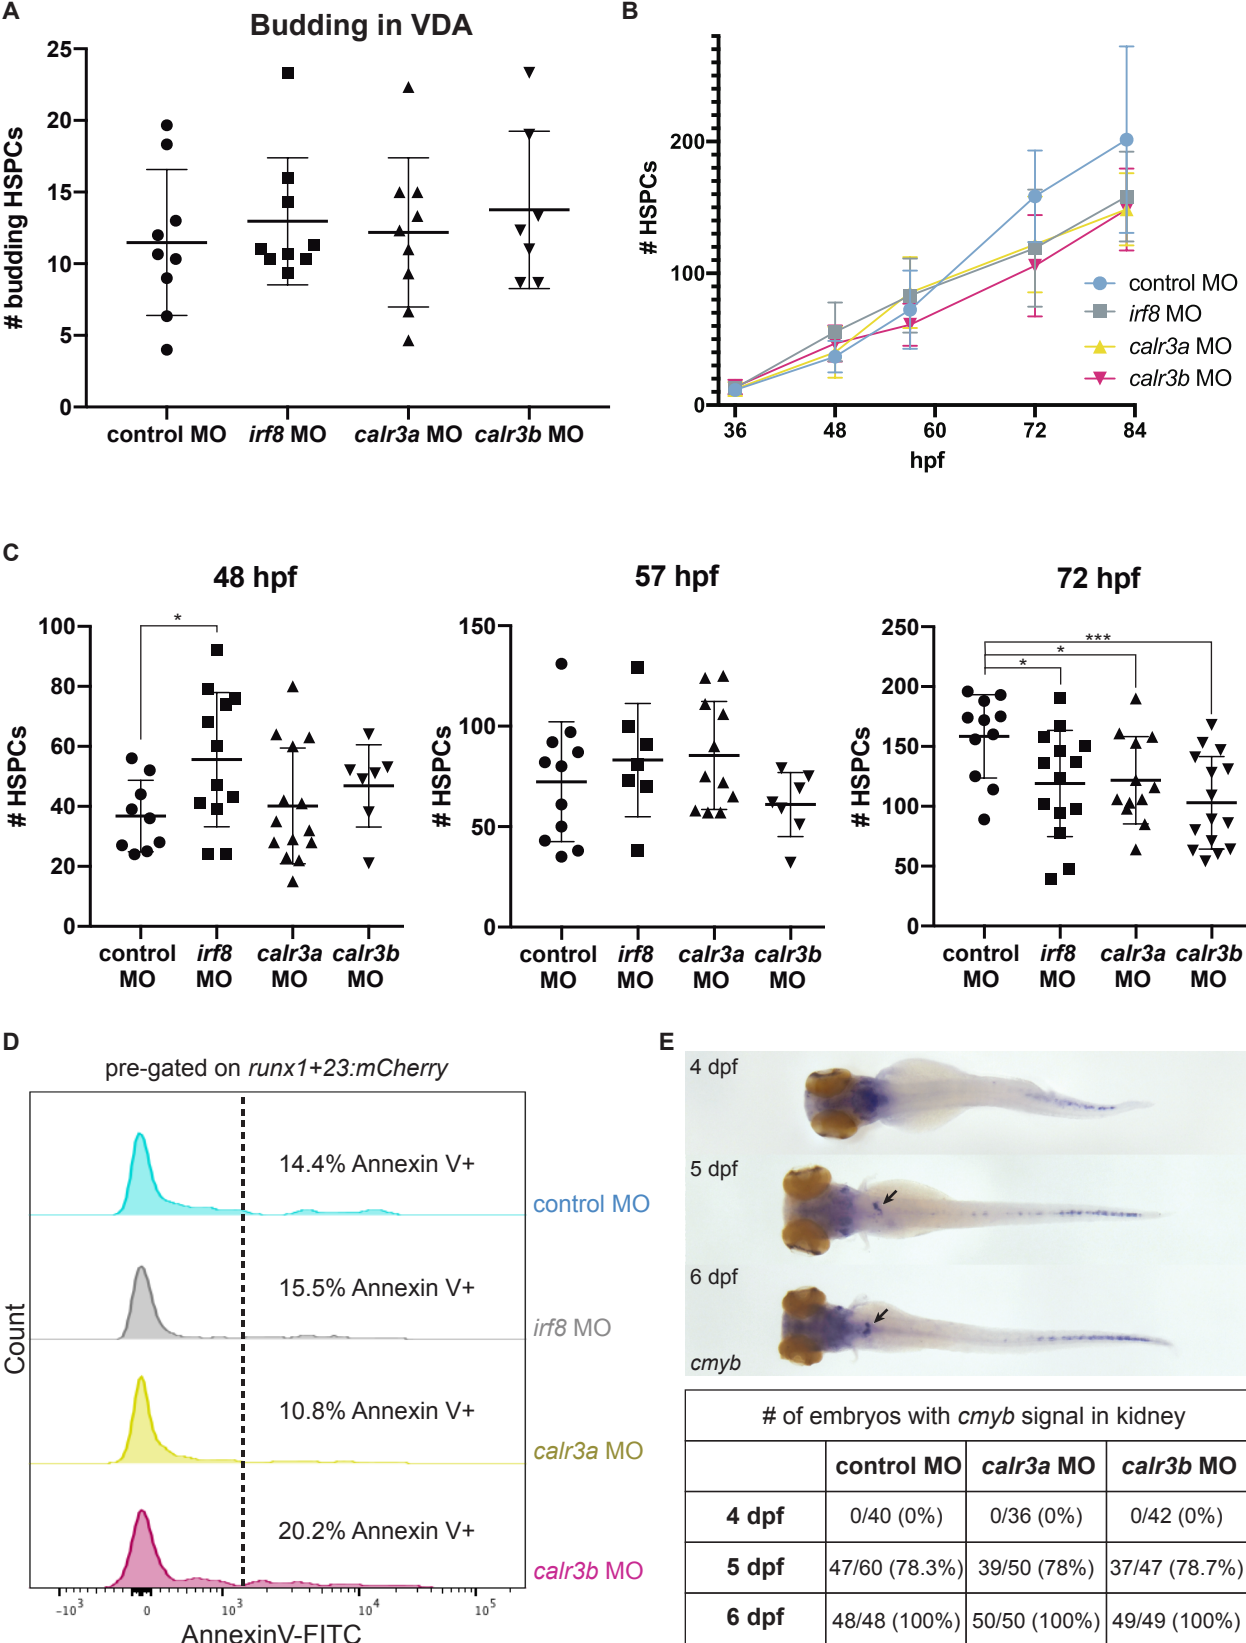 A
Budding in VDA
# budding HSPCs
25
20
15
10
5
0
control MO
irf8 MO
calr3a MO
calr3b MO
B
# HSPCs
200
100
0
36
48
60
72
84
hpf
control MO
irf8 MO
calr3a MO
calr3b MO
C
48 hpf
# HSPCs
100
80
60
40
20
0
*
control
MO
irf8
MO
calr3a
MO
calr3b
MO
57 hpf
# HSPCs
150
100
50
0
control
MO
irf8
MO
calr3a
MO
calr3b
MO
72 hpf
# HSPCs
250
200
150
100
50
0
***
*
*
control
MO
irf8
MO
calr3a
MO
calr3b
MO
D
pre-gated on runx1+23:mCherry
Count
14.4% Annexin V+
control MO
15.5% Annexin V+
irf8 MO
10.8% Annexin V+
calr3a MO
20.2% Annexin V+
calr3b MO
-10³
0
10³
10⁴
10⁵
AnnexinV-FITC
E
4 dpf
5 dpf
6 dpf
cmyb
# of embryos with cmyb signal in kidney
control MO calr3a MO calr3b MO
4 dpf 0/40 (0%) 0/36 (0%) 0/42 (0%)
5 dpf 47/60 (78.3%) 39/50 (78%) 37/47 (78.7%)
6 dpf 48/48 (100%) 50/50 (100%) 49/49 (100%)